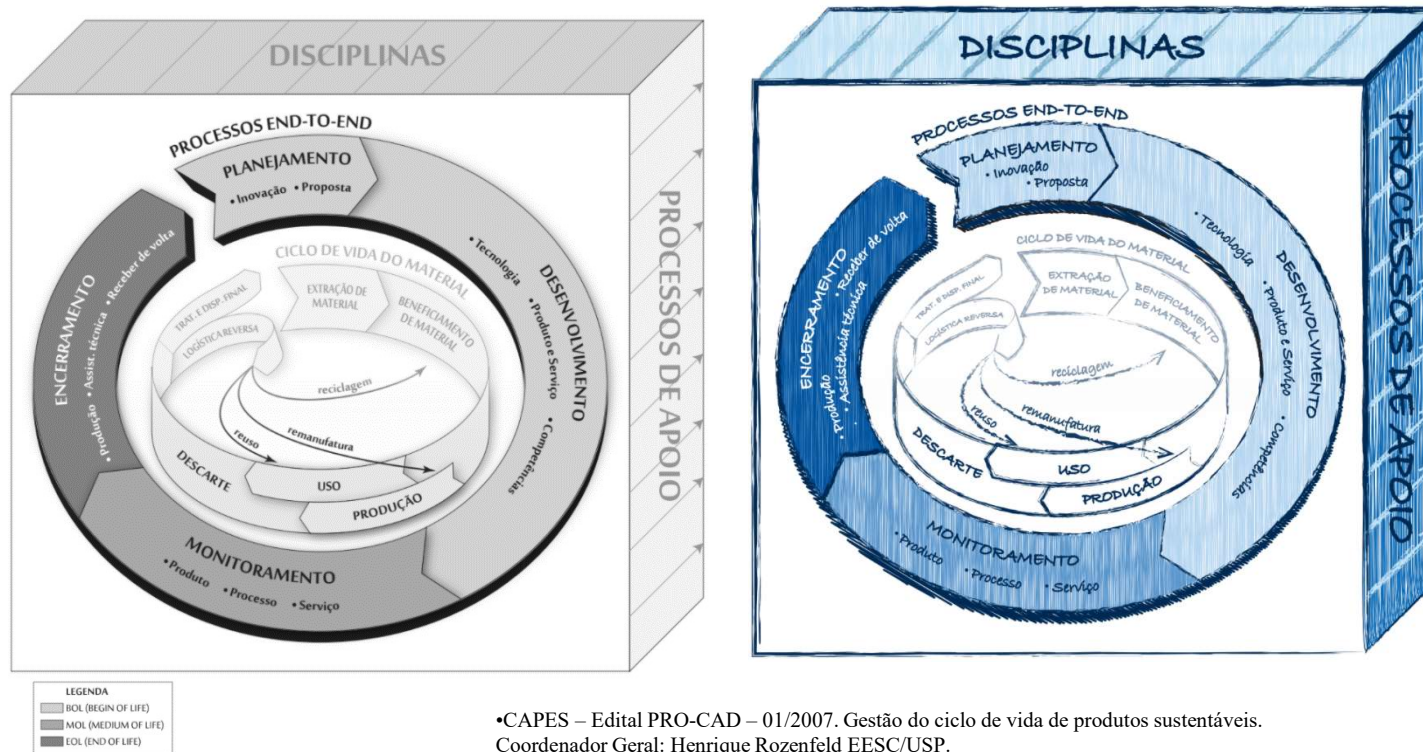 DISCIPLINAS
PROCESSOS DE APOIO
PROCESSOS END-TO-END
PLANEJAMENTO
• Inovação • Proposta
DESENVOLVIMENTO
• Tecnologia
• Produto e Serviço
• Competências
MONITORAMENTO
• Produto
• Processo
• Serviço
ENCERRAMENTO
• Produção • Assist. técnica • Receber de volta
CICLO DE VIDA DO MATERIAL
EXTRAÇÃO DE
MATERIAL
BENEFICIAMENTO
DE MATERIAL
TRAT. E DISP. FINAL
LOGÍSTICA REVERSA
reciclagem
remanufatura
reuso
DESCARTE
USO
PRODUÇÃO
LEGENDA
BOL (BEGIN OF LIFE)
MOL (MEDIUM OF LIFE)
EOL (END OF LIFE)
DISCIPLINAS
PROCESSOS DE APOIO
PROCESSOS END-TO-END
PLANEJAMENTO
• Inovação
• Proposta
DESENVOLVIMENTO
• Tecnologia
• Produto e Serviço
• Competências
MONITORAMENTO
• Produto
• Processo
• Serviço
ENCERRAMENTO
• Produção
• Assistência técnica
• Receber de volta
CICLO DE VIDA DO MATERIAL
EXTRAÇÃO
DE MATERIAL
BENEFICIAMENTO
DE MATERIAL
TRAT. E DISP. FINAL
LOGÍSTICA REVERSA
reciclagem
remanufatura
reuso
DESCARTE
USO
PRODUÇÃO
•CAPES – Edital PRO-CAD – 01/2007. Gestão do ciclo de vida de produtos sustentáveis.
Coordenador Geral: Henrique Rozenfeld EESC/USP.